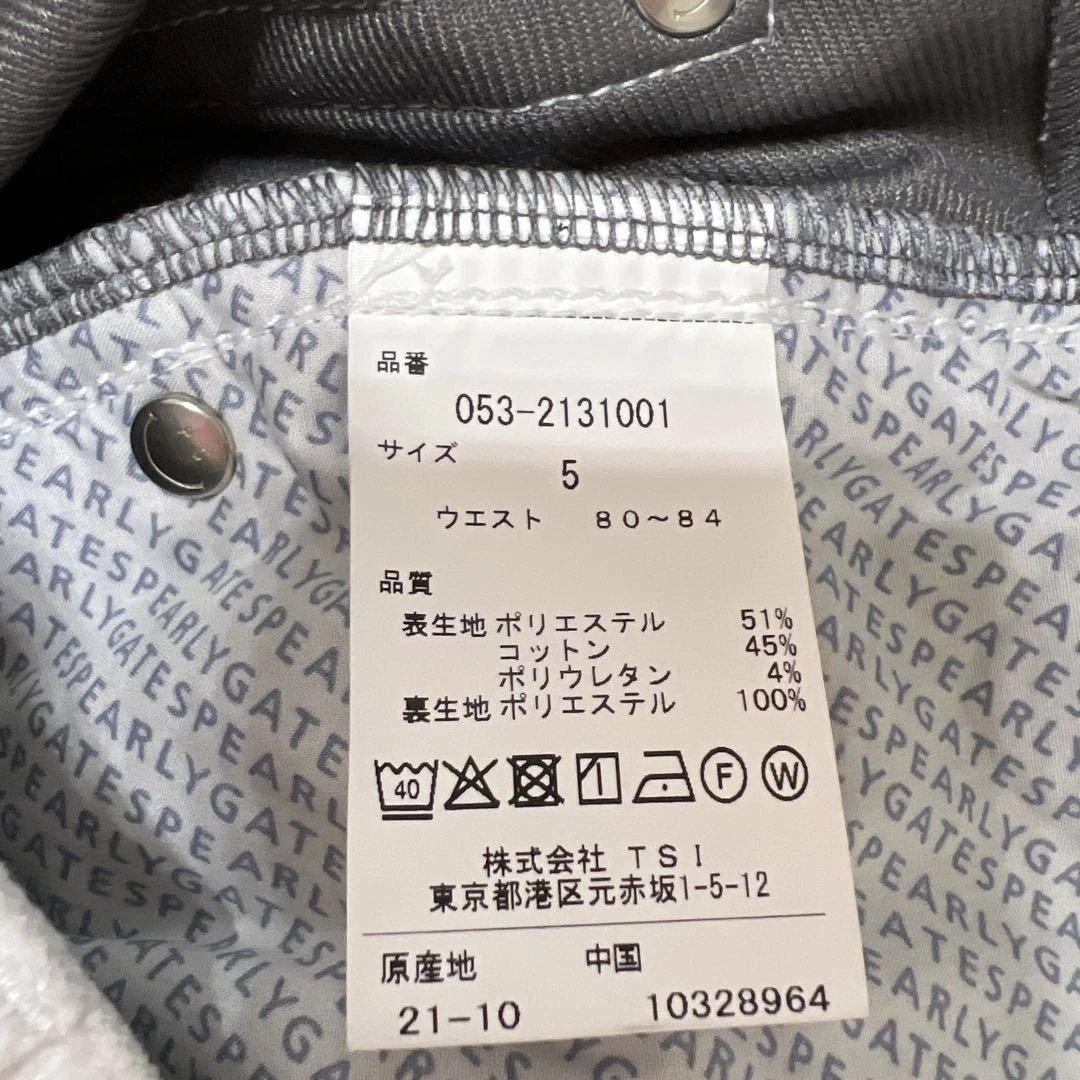 品番
053-2131001
サイズ
5
ウエスト 80～84
品質
表生地 ポリエステル 51%
コットン 45%
ポリウレタン 4%
裏生地 ポリエステル 100%
40
F W
株式会社 TSI
東京都港区元赤坂1-5-12
原産地 中国
21-10 10328964
PEARLYGATES